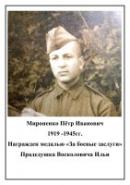 Мироненко Пётр Иванович
1919 -1945гг.
Награжден медалью «За боевые заслуги»
Прадедушка Восколовича Ильи